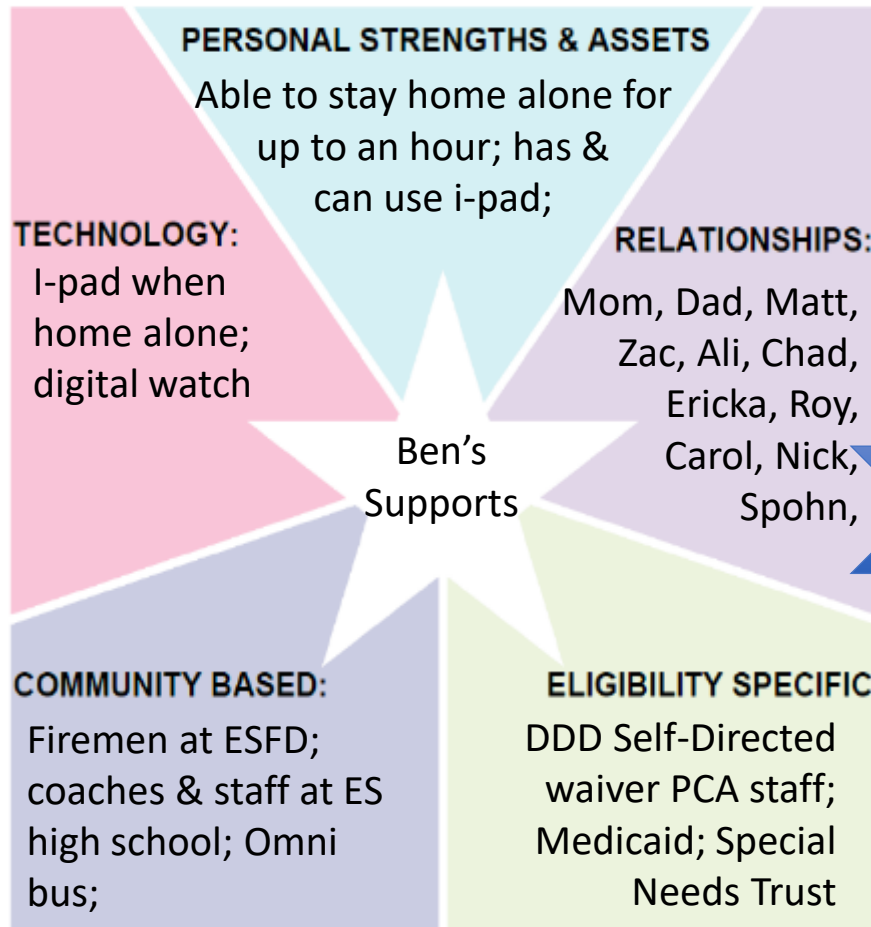 PERSONAL STRENGTHS & ASSETS
Able to stay home alone for
up to an hour; has &
can use i-pad;
TECHNOLOGY:
I-pad when
home alone;
digital watch
RELATIONSHIPS:
Mom, Dad, Matt,
Zac, Ali, Chad,
Ericka, Roy,
Carol, Nick,
Spohn,
Ben's
Supports
COMMUNITY BASED:
Firemen at ESFD;
coaches & staff at ES
high school; Omni
bus;
ELIGIBILITY SPECIFIC
DDD Self-Directed
waiver PCA staff;
Medicaid; Special
Needs Trust